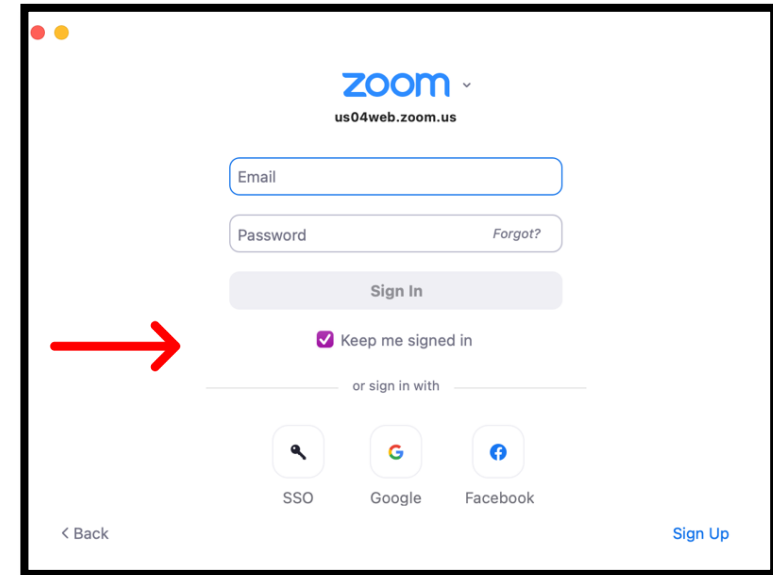 zoom
us04web.zoom.us
Email
Password Forgot?
Sign In
Keep me signed in
or sign in with
SSO Google Facebook
< Back Sign Up